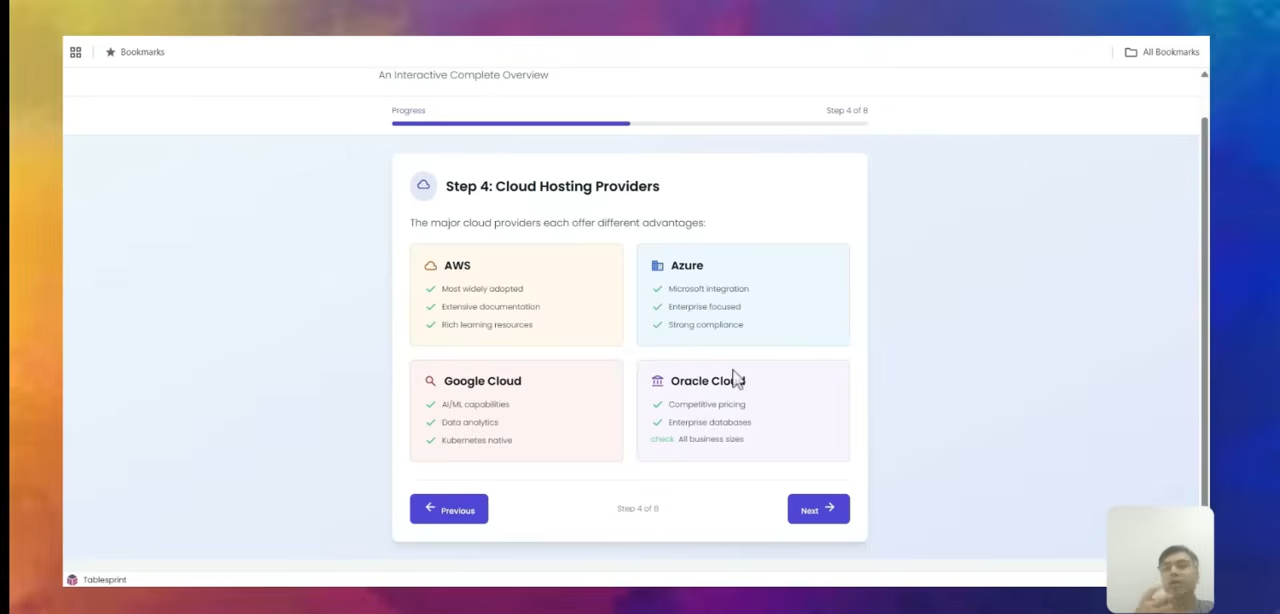 Bookmarks
All Bookmarks
An Interactive Complete Overview
Progress
Step 4 of 8
Step 4: Cloud Hosting Providers
The major cloud providers each offer different advantages:
AWS
Most widely adopted
Extensive documentation
Rich learning resources
Azure
Microsoft integration
Enterprise focused
Strong compliance
Google Cloud
AI/ML capabilities
Data analytics
Kubernetes native
Oracle Cloud
Competitive pricing
Enterprise databases
check All business sizes
Previous
Step 4 of 8
Next
Tablesprint